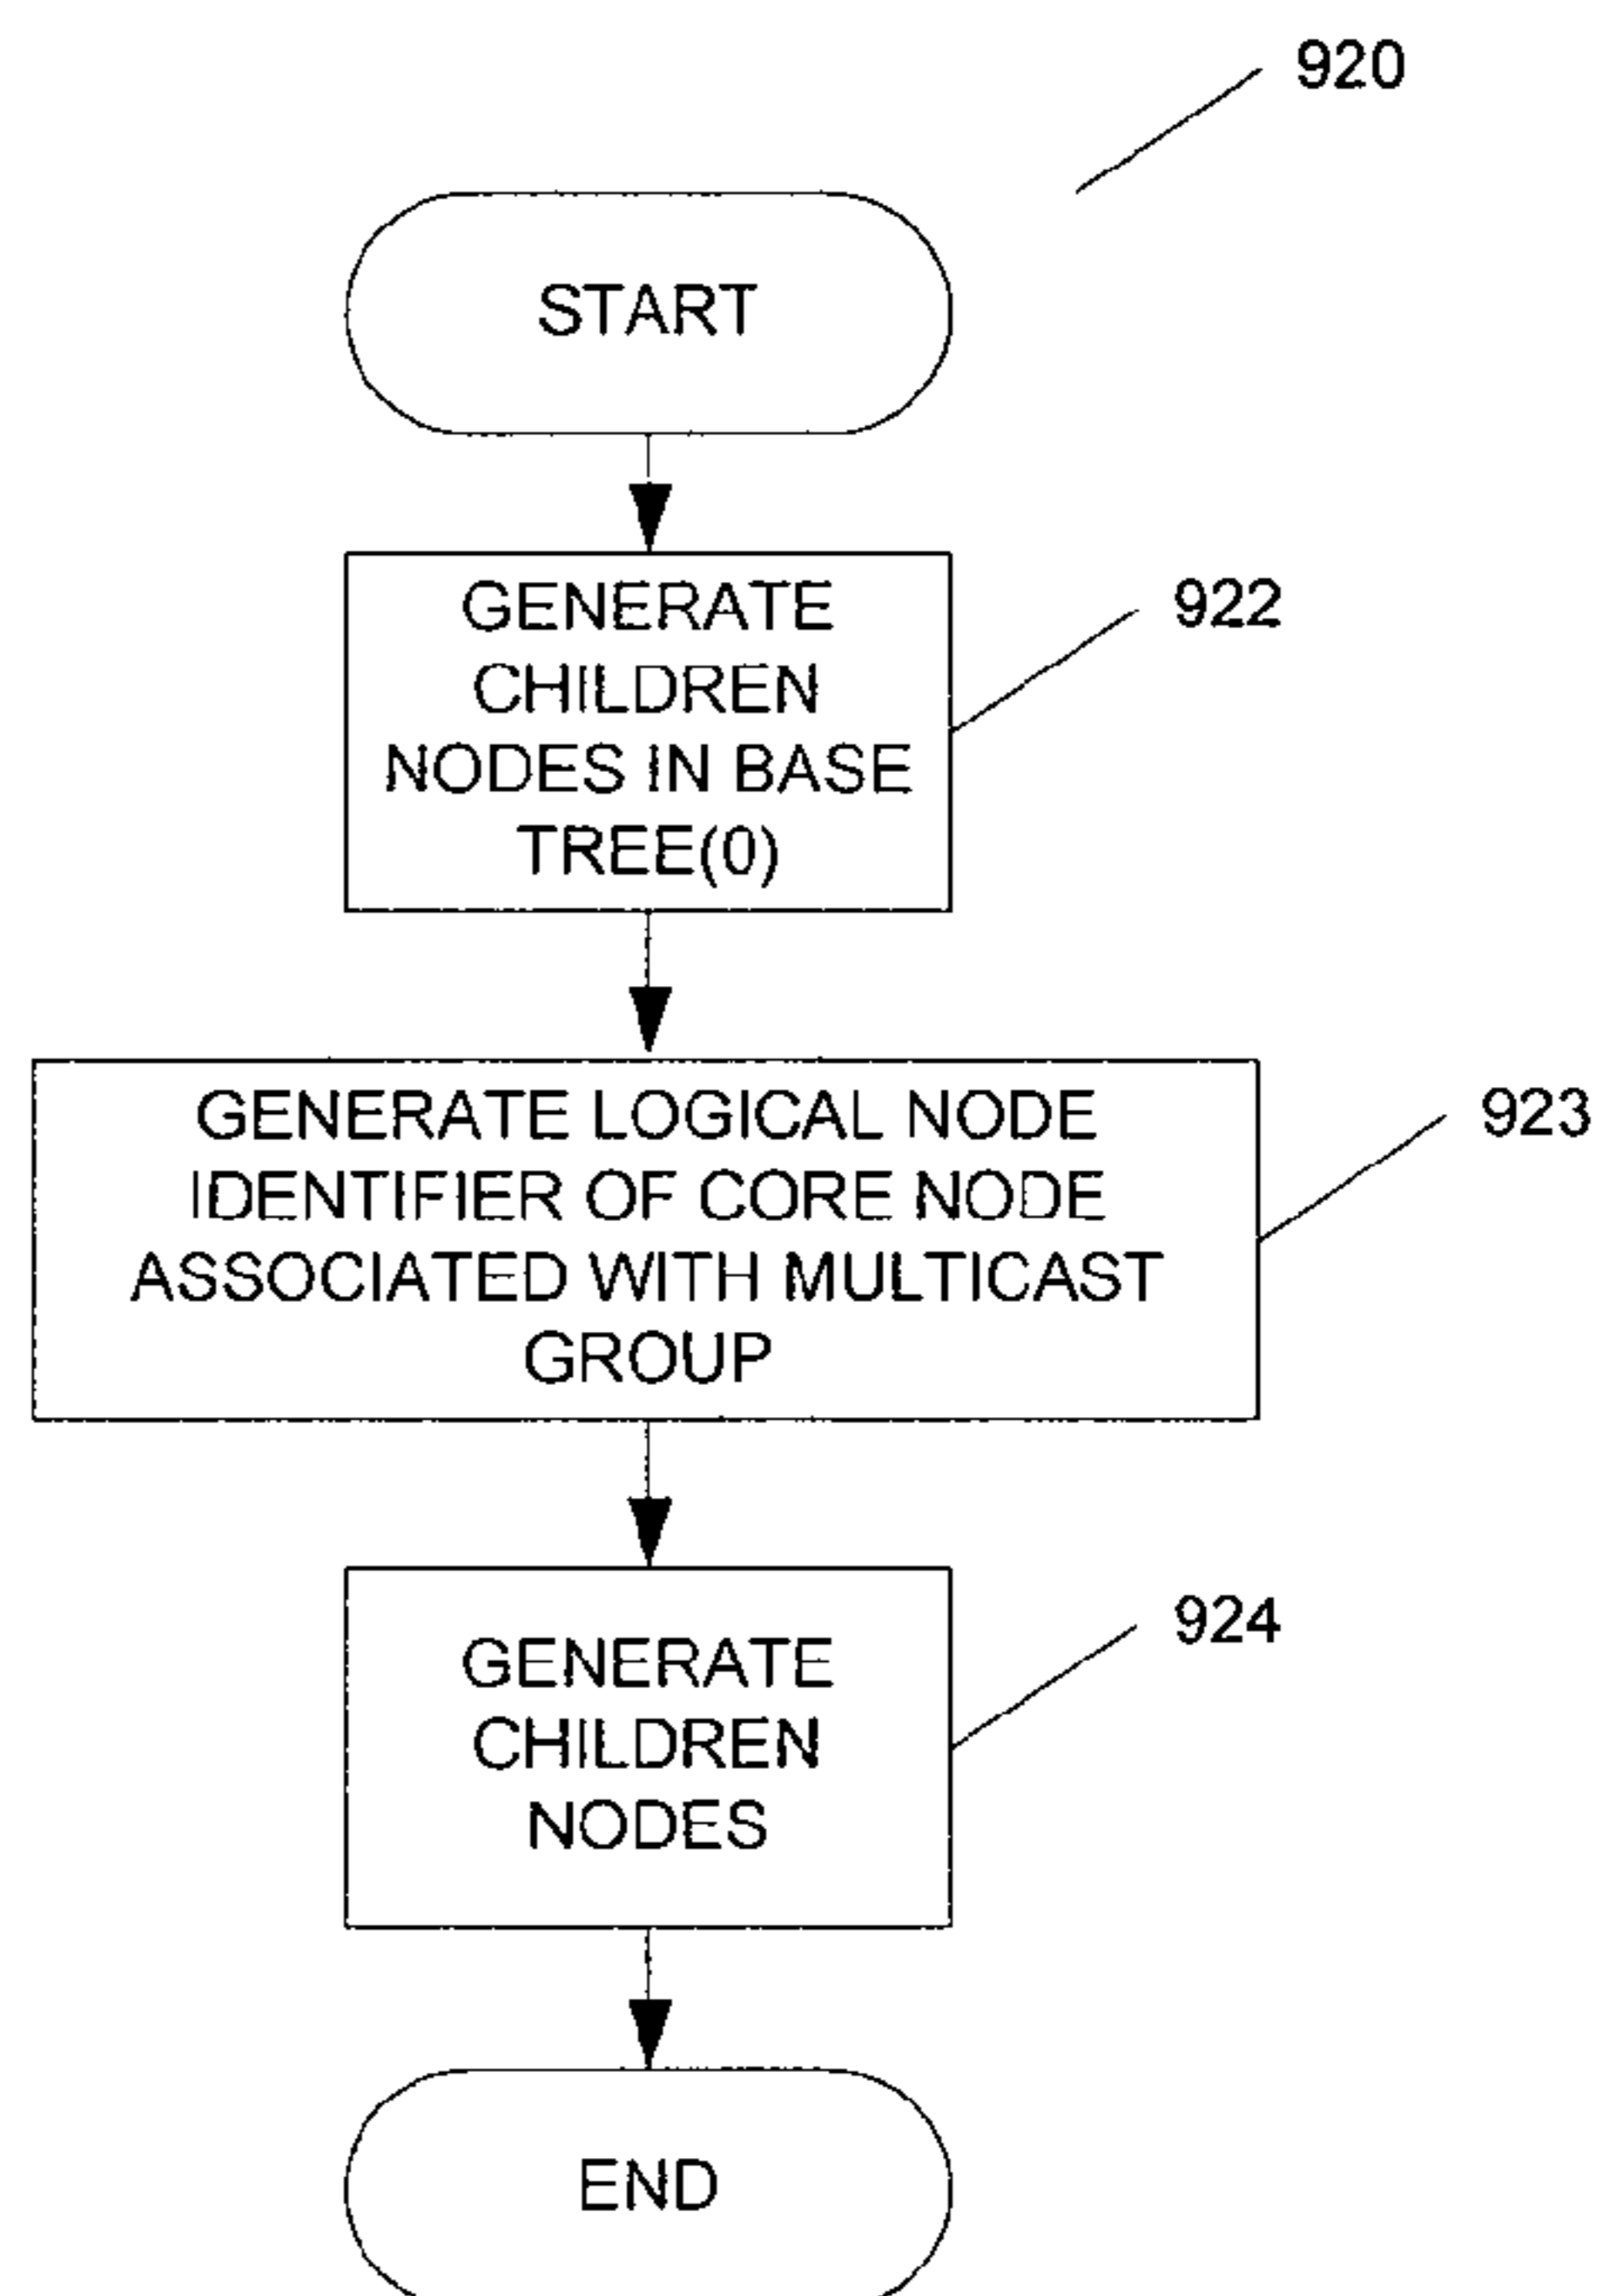 920
START
GENERATE
CHILDREN
NODES IN BASE
TREE(0)
922
GENERATE LOGICAL NODE
IDENTIFIER OF CORE NODE
ASSOCIATED WITH MULTICAST
GROUP
923
GENERATE
CHILDREN
NODES
924
END